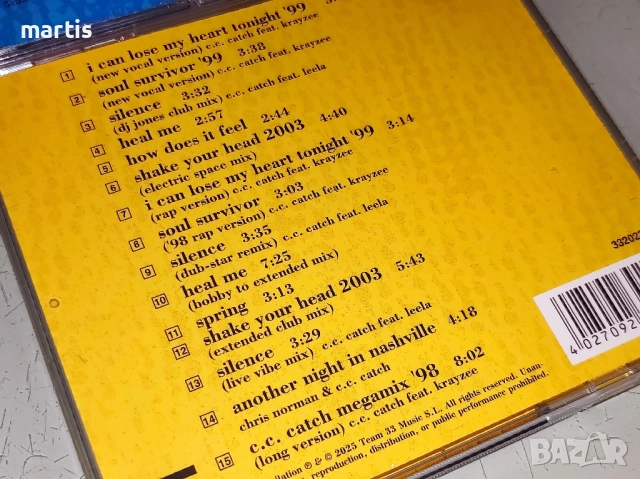 martis
1 i can lose my heart tonight '99
(new vocal version) c.c. catch feat. krayzee
2 soul survivor '99 3:38
(new vocal version) c.c. catch feat. krayzee
3 silence 3:32
(dj jones club mix) c.c. catch feat. leela
4 heal me 2:57
5 how does it feel 2:44
6 shake your head 2003 4:40
(electric space mix)
7 i can lose my heart tonight '99 3:14
(rap version) c.c. catch feat. krayzee
8 soul survivor 3:03
('98 rap version) c.c. catch feat. krayzee
9 silence 3:35
(dub-star remix) c.c. catch feat. leela
10 heal me 7:25
(bobby to extended mix)
11 spring 3:13
12 shake your head 2003 5:43
(extended club mix)
13 silence 3:29
(live vibe mix) c.c. catch feat. leela
14 another night in nashville 4:18
chris norman & c.c. catch
15 c.c. catch megamix '98 8:02
(long version) c.c. catch feat. krayzee
ilation ℗ & © 2025 Team 33 Music S.L. All rights reserved. Unau-
, reproduction, distribution, or public performance prohibited.
332022
4 027092
BAZAR